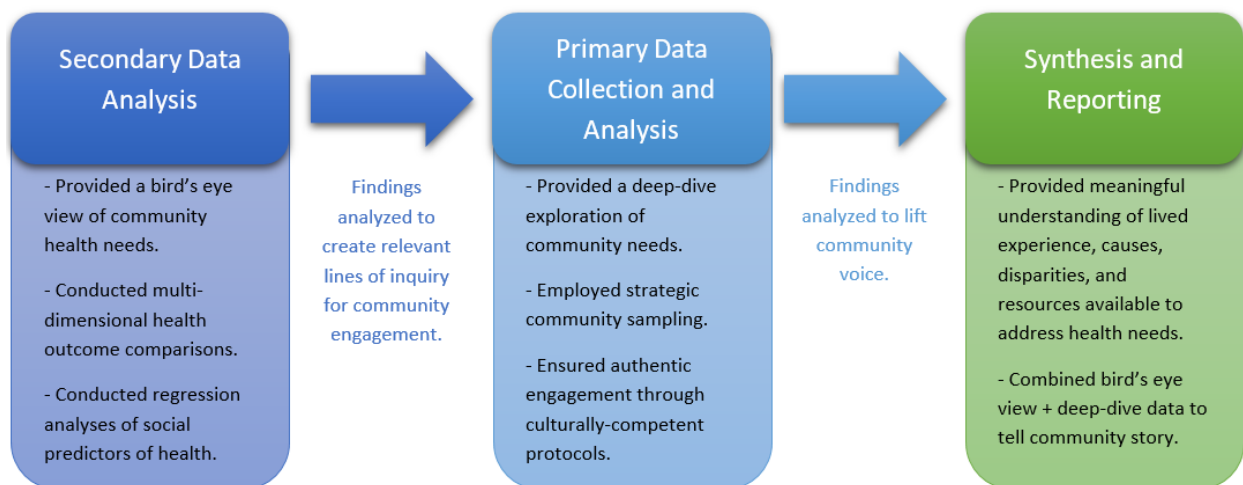 Secondary Data
Analysis
- Provided a bird's eye
view of community
health needs.
- Conducted multi-
dimensional health
outcome comparisons.
- Conducted regression
analyses of social
predictors of health.
Findings
analyzed to
create relevant
lines of inquiry
for community
engagement.
Primary Data
Collection and
Analysis
- Provided a deep-dive
exploration of
community needs.
- Employed strategic
community sampling.
- Ensured authentic
engagement through
culturally-competent
protocols.
Findings
analyzed to lift
community
voice.
Synthesis and
Reporting
- Provided meaningful
understanding of lived
experience, causes,
disparities, and
resources available to
address health needs.
- Combined bird's eye
view + deep-dive data to
tell community story.